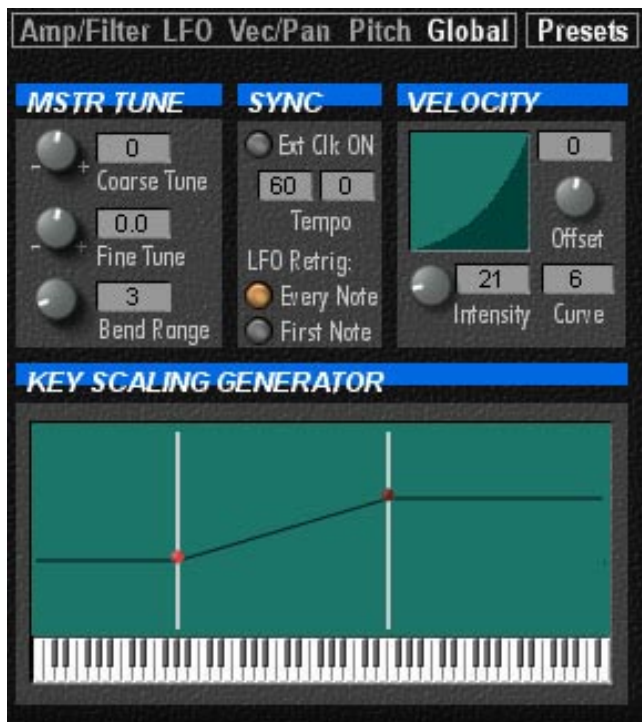 Amp/Filter LFO Vec/Pan Pitch Global Presets
MSTR TUNE
0
Coarse Tune
0.0
Fine Tune
3
Bend Range
SYNC
Ext Clk ON
60 0
Tempo
LFO Retrig:
Every Note
First Note
VELOCITY
0
Offset
21 6
Intensity Curve
KEY SCALING GENERATOR